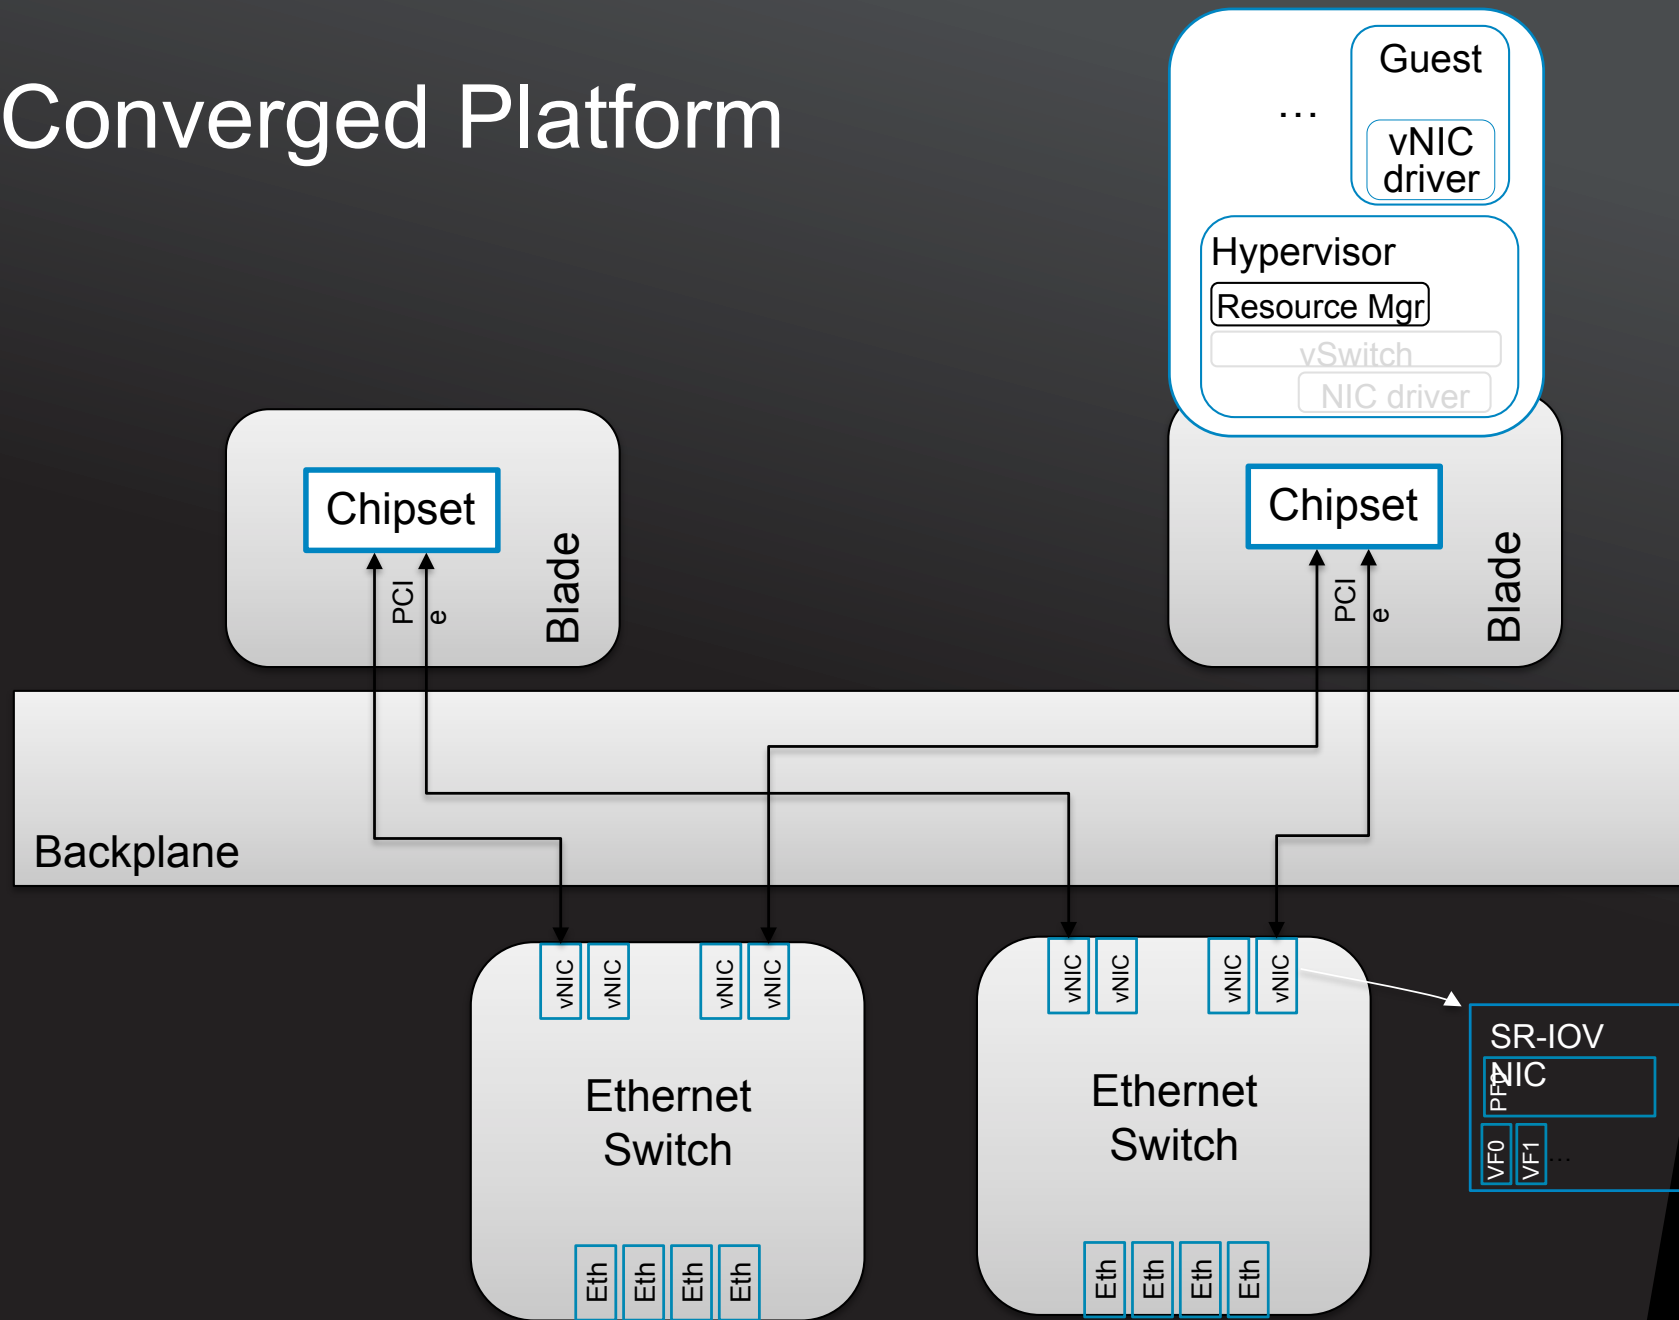 Converged Platform
Guest
...
vNIC
driver
Hypervisor
Resource Mgr
vSwitch
NIC driver
Chipset
PCI
e
Blade
Chipset
PCI
e
Blade
Backplane
vNIC
vNIC
vNIC
vNIC
vNIC
vNIC
vNIC
vNIC
Ethernet
Switch
Ethernet
Switch
SR-IOV
NIC
PF0
VF0
VF1
...
Eth
Eth
Eth
Eth
Eth
Eth
Eth
Eth